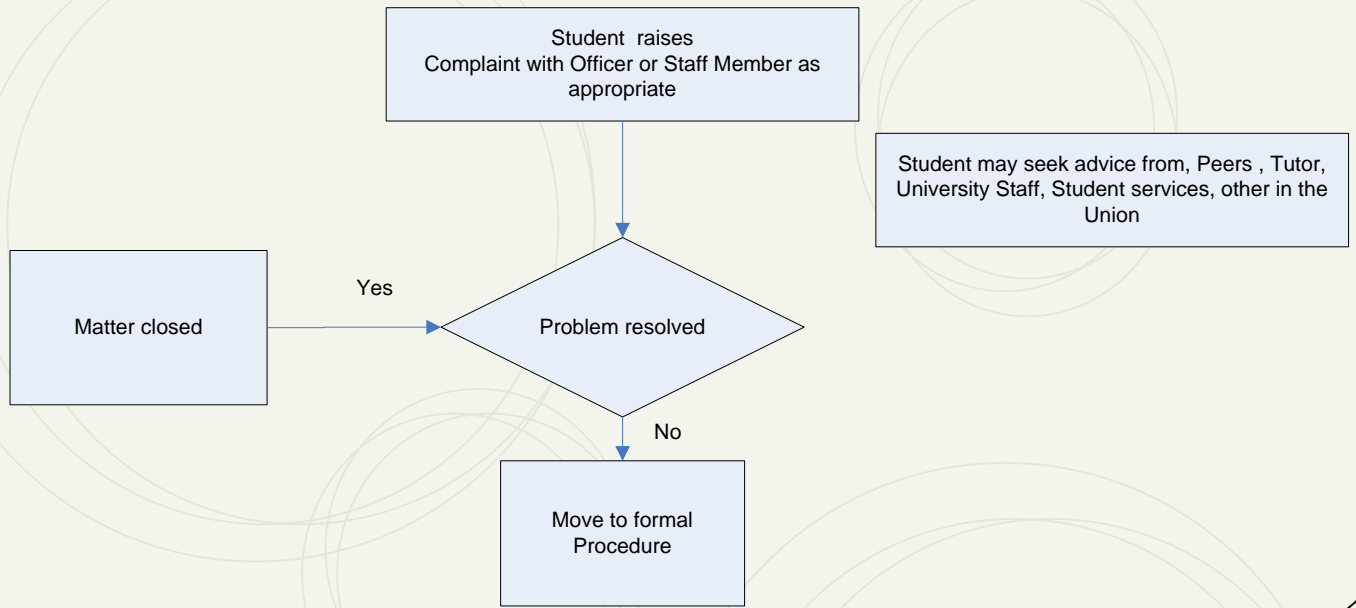 Student raises
Complaint with Officer or Staff Member as
appropriate
Student may seek advice from, Peers , Tutor,
University Staff, Student services, other in the
Union
Yes
Matter closed
Problem resolved
No
Move to formal
Procedure